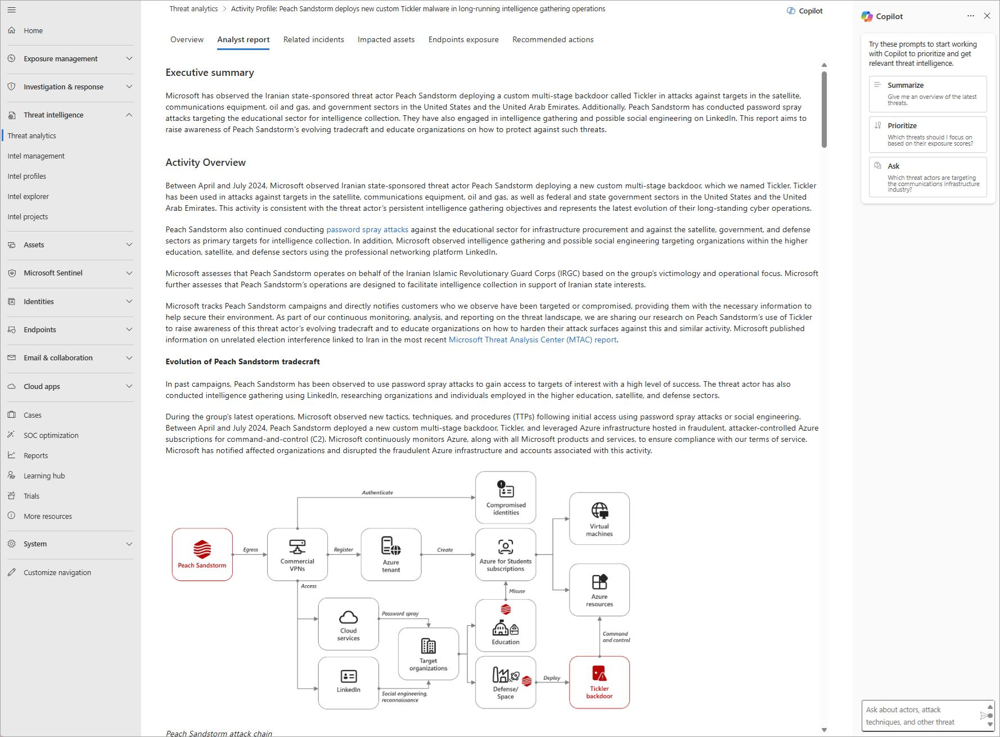 Threat analytics > Activity Profile: Peach Sandstorm deploys new custom Tickler malware in long-running intelligence gathering operations
Copilot
Home
Exposure management
Investigation & response
Threat intelligence
Threat analytics
Intel management
Intel profiles
Intel explorer
Intel projects
Assets
Microsoft Sentinel
Identities
Endpoints
Email & collaboration
Cloud apps
Cases
SOC optimization
Reports
Learning hub
Trials
More resources
System
Customize navigation
Overview
Analyst report
Related incidents
Impacted assets
Endpoints exposure
Recommended actions
Executive summary
Microsoft has observed the Iranian state-sponsored threat actor Peach Sandstorm deploying a custom multi-stage backdoor called Tickler in attacks against targets in the satellite,
communications equipment, oil and gas, and government sectors in the United States and the United Arab Emirates. Additionally, Peach Sandstorm has conducted password spray
attacks targeting the educational sector for intelligence collection. They have also engaged in intelligence gathering and possible social engineering on LinkedIn. This report aims to
raise awareness of Peach Sandstorm's evolving tradecraft and educate organizations on how to protect against such threats.
Activity Overview
Between April and July 2024, Microsoft observed Iranian state-sponsored threat actor Peach Sandstorm deploying a new custom multi-stage backdoor, which we named Tickler. Tickler
has been used in attacks against targets in the satellite, communications equipment, oil and gas, as well as federal and state government sectors in the United States and the United
Arab Emirates. This activity is consistent with the threat actor's persistent intelligence gathering objectives and represents the latest evolution of their long-standing cyber operations.
Peach Sandstorm also continued conducting password spray attacks against the educational sector for infrastructure procurement and against the satellite, government, and defense
sectors as primary targets for intelligence collection. In addition, Microsoft observed intelligence gathering and possible social engineering targeting organizations within the higher
education, satellite, and defense sectors using the professional networking platform LinkedIn.
Microsoft assesses that Peach Sandstorm operates on behalf of the Iranian Islamic Revolutionary Guard Corps (IRGC) based on the group's victimology and operational focus. Microsoft
further assesses that Peach Sandstorm's operations are designed to facilitate intelligence collection in support of Iranian state interests.
Microsoft tracks Peach Sandstorm campaigns and directly notifies customers who we observe have been targeted or compromised, providing them with the necessary information to
help secure their environment. As part of our continuous monitoring, analysis, and reporting on the threat landscape, we are sharing our research on Peach Sandstorm's use of Tickler
to raise awareness of this threat actor's evolving tradecraft and to educate organizations on how to harden their attack surfaces against this and similar activity. Microsoft published
information on unrelated election interference linked to Iran in the most recent Microsoft Threat Analysis Center (MTAC) report.
Evolution of Peach Sandstorm tradecraft
In past campaigns, Peach Sandstorm has been observed to use password spray attacks to gain access to targets of interest with a high level of success. The threat actor has also
conducted intelligence gathering using LinkedIn, researching organizations and individuals employed in the higher education, satellite, and defense sectors.
During the group's latest operations, Microsoft observed new tactics, techniques, and procedures (TTPs) following initial access using password spray attacks or social engineering.
Between April and July 2024, Peach Sandstorm deployed a new custom multi-stage backdoor, Tickler, and leveraged Azure infrastructure hosted in fraudulent, attacker-controlled Azure
subscriptions for command-and-control (C2). Microsoft continuously monitors Azure, along with all Microsoft products and services, to ensure compliance with our terms of service.
Microsoft has notified affected organizations and disrupted the fraudulent Azure infrastructure and accounts associated with this activity.
Authenticate
Compromised
identities
Virtual
machines
Peach Sandstorm
Egress
Commercial
VPNs
Register
Azure
tenant
Create
Azure for Students
subscriptions
Access
Misuse
Azure
resources
Cloud
services
Password spray
Target
organizations
Education
Command
and control
LinkedIn
Social engineering,
reconnaissance
Defense/
Space
Deploy
Tickler
backdoor
Peach Sandstorm attack chain
Copilot
Try these prompts to start working
with Copilot to prioritize and get
relevant threat intelligence.
Summarize
Give me an overview of the latest
threats.
Prioritize
Which threats should I focus on
based on their exposure scores?
Ask
Which threat actors are targeting
the communications infrastructure
industry?
Ask about actors, attack
techniques, and other threat